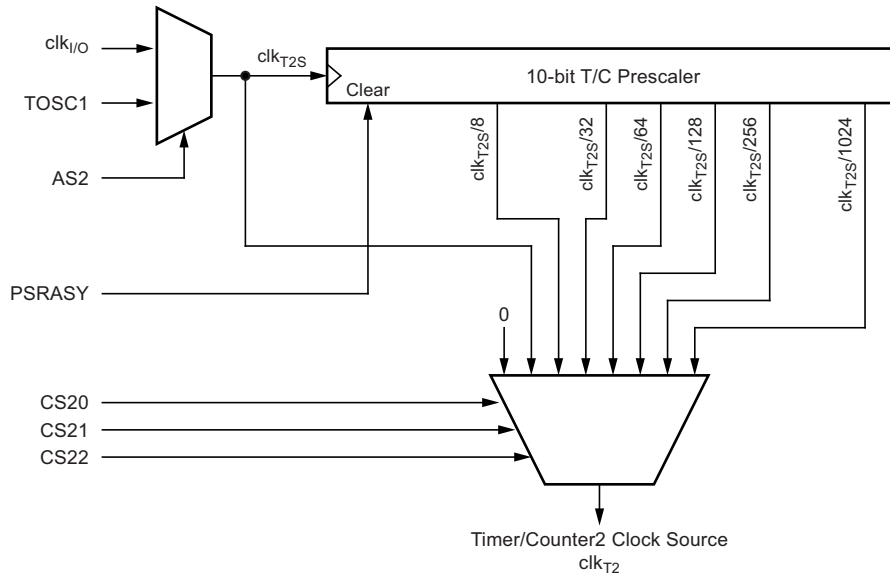 clkI/O
TOSC1
AS2
PSRASY
clkT2S
10-bit T/C Prescaler
Clear
clkT2S/8
clkT2S/32
clkT2S/64
clkT2S/128
clkT2S/256
clkT2S/1024
0
CS20
CS21
CS22
Timer/Counter2 Clock Source
clkT2